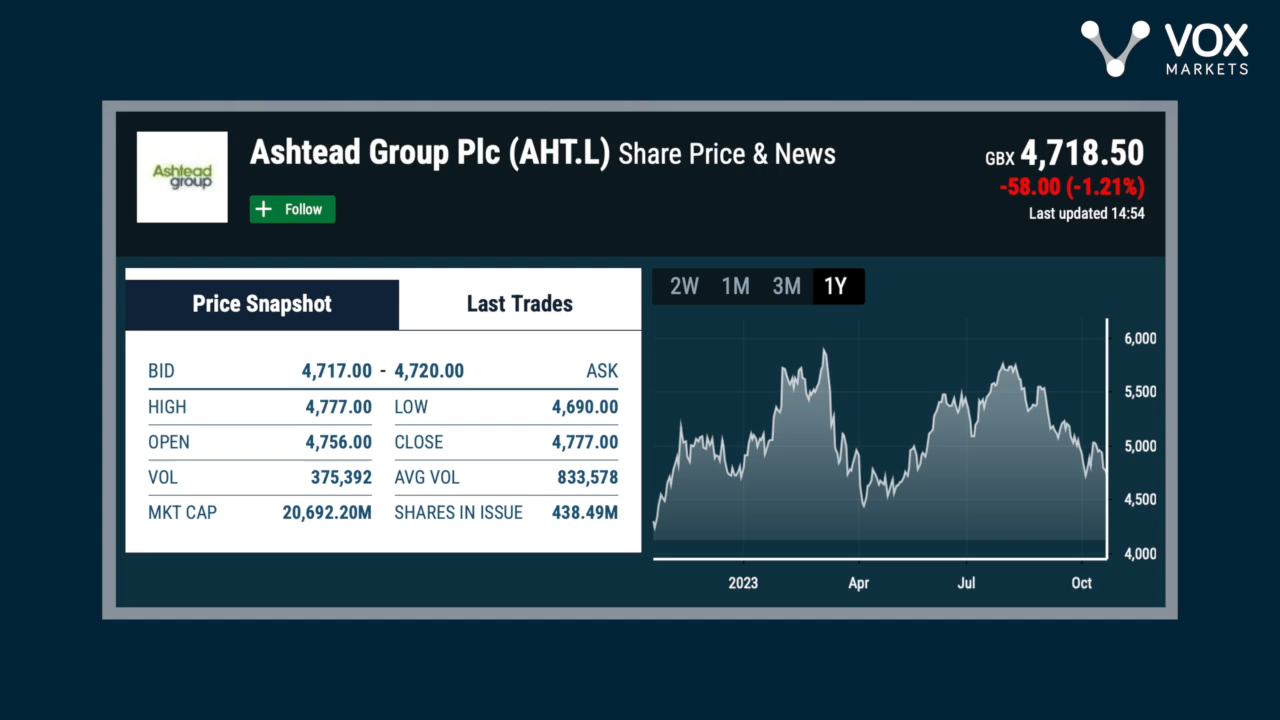 VOX
MARKETS
Ashtead
group
Ashtead Group Plc (AHT.L) Share Price & News
+ Follow
GBX 4,718.50
-58.00 (-1.21%)
Last updated 14:54
Price Snapshot
Last Trades
BID 4,717.00 - 4,720.00 ASK
HIGH 4,777.00 LOW 4,690.00
OPEN 4,756.00 CLOSE 4,777.00
VOL 375,392 AVG VOL 833,578
MKT CAP 20,692.20M SHARES IN ISSUE 438.49M
2W 1M 3M 1Y
6,000
5,500
5,000
4,500
4,000
2023 Apr Jul Oct